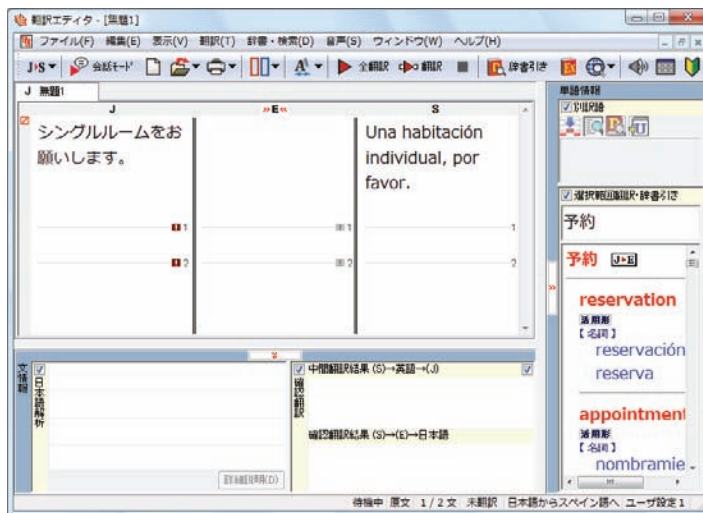 翻訳エディタ - [無題1]
ファイル(F) 編集(E) 表示(V) 翻訳(T) 辞書・検索(D) 音声(S) ウィンドウ(W) ヘルプ(H)
J▸S 会話モード A 全翻訳 翻訳 辞書引き
J 無題1
J »E« S
シングルルームをお
願いします。
Una habitación
individual, por
favor.
1 1 1
2 2 2
単語情報
別訳語
選択範囲翻訳・辞書引き
予約
予約 J▸E
reservation
活用形
【名詞】
reservación
reserva
appointment
活用形
【名詞】
nombramie
文情報
日本語解析
確認翻訳
中間翻訳結果 (S)→英語→(J)
確認翻訳結果 (S)→(E)→日本語
待機中 原文 1 / 2 文 未翻訳 日本語からスペイン語へ ユーザ設定 1